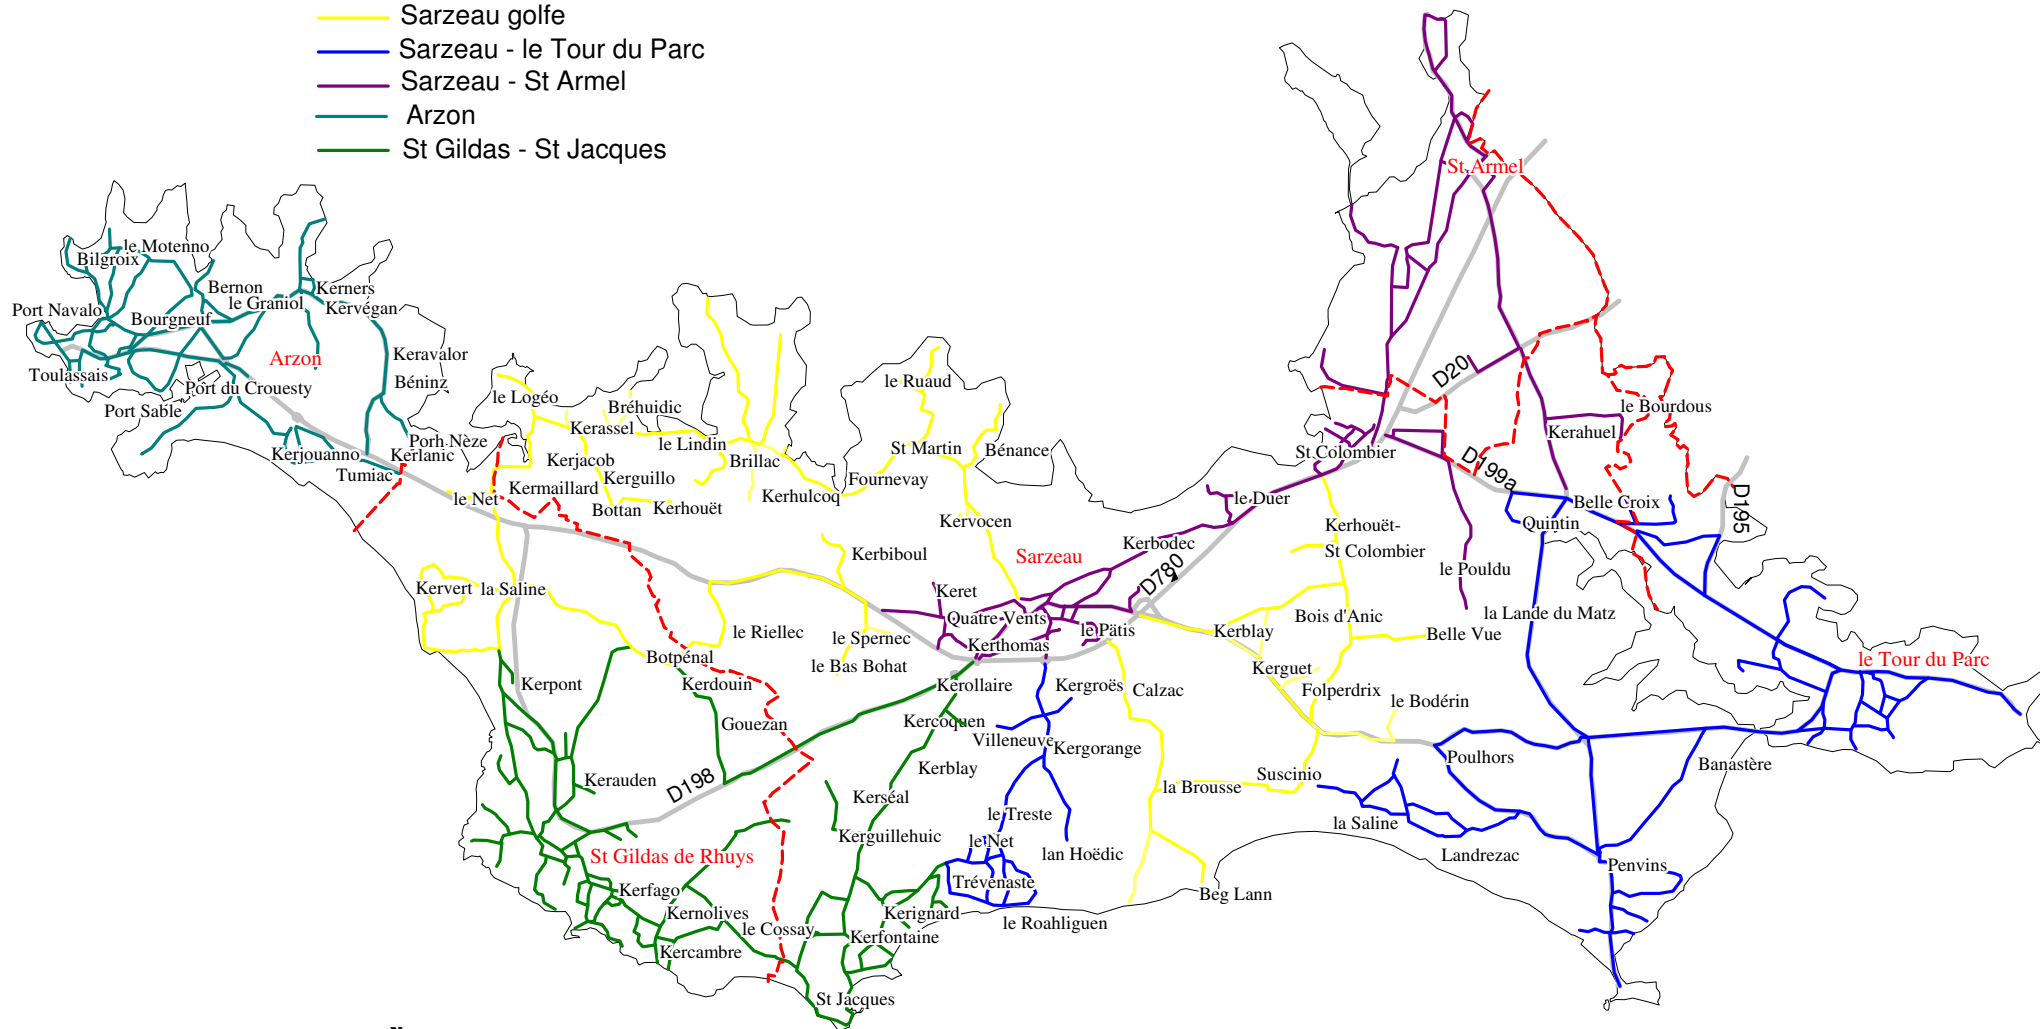 Sarzeau golfe
Sarzeau - le Tour du Parc
Sarzeau - St Armel
Arzon
St Gildas - St Jacques
St Armel
le Motenno
Bilgroix
Bernon
Kerners
le Graniol
Kervégan
Port Navalo
Bourgneuf
Arzon
Keravalor
Toulassais
Port du Crouesty
Béninz
Port Sable
Porh Nèze
Kerjouanno
Kerlanic
Tumiac
le Logéo
Bréhuidic
Kerassel
le Lindin
Kerjacob
Kerguillo
Brillac
Kermaillard
Bottan
Kerhouët
Kerhulcoq
le Net
le Ruaud
St Martin
Bénance
Fournevay
Kervocen
D20
le Bourdous
Kerahuel
St Colombier
D199a
le Duer
Belle Croix
D195
Quintin
Kerhouët-
St Colombier
Kerbodec
Sarzeau
Kerbiboul
D780
le Pouldu
Kervert
la Saline
Keret
Quatre Vents
le Pâtis
Kerthomas
le Riellec
le Spernec
le Bas Bohat
Kerblay
Bois d'Anic
la Lande du Matz
Belle Vue
Botpénal
Kerguet
le Tour du Parc
Kerpont
Kerdouin
Kerollaire
Kergroës
Calzac
Folperdrix
le Bodérin
Gouezan
Kercoquen
Villeneuve
Kergorange
Poulhors
Banastère
Kerauden
D198
Kerblay
Kerséal
Suscinio
la Brousse
le Treste
la Saline
Kerguillehuic
le Net
lan Hoëdic
Landrezac
St Gildas de Rhuys
Penvins
Kerfago
Trévenaste
Beg Lann
Kernolives
le Cossay
Kerignard
le Roahliguen
Kerfontaine
Kercambre
St Jacques